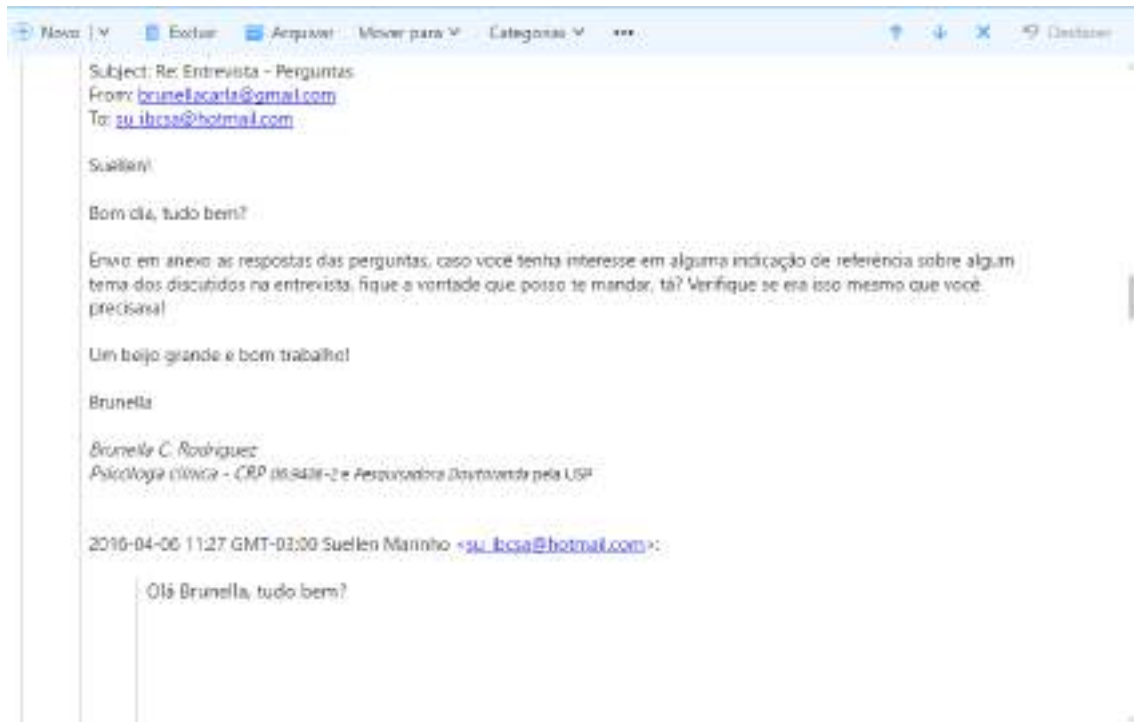 Novo | Excluir Arquivar Mover para Categorias ••• Desfazer
Subject: Re: Entrevista - Perguntas
From: brunellacarla@gmail.com
To: su_ibcsa@hotmail.com
Suellen!
Bom dia, tudo bem?
Envio em anexo as respostas das perguntas, caso você tenha interesse em alguma indicação de referência sobre algum
tema dos discutidos na entrevista, fique a vontade que posso te mandar, tá? Verifique se era isso mesmo que você
precisava!
Um beijo grande e bom trabalho!
Brunella
Brunella C. Rodriguez
Psicóloga clínica - CRP e Pesquisadora Doutoranda pela USP
2016-04-06 11:27 GMT-03:00 Suellen Marinho <su_ibcsa@hotmail.com>:
Olá Brunella, tudo bem?